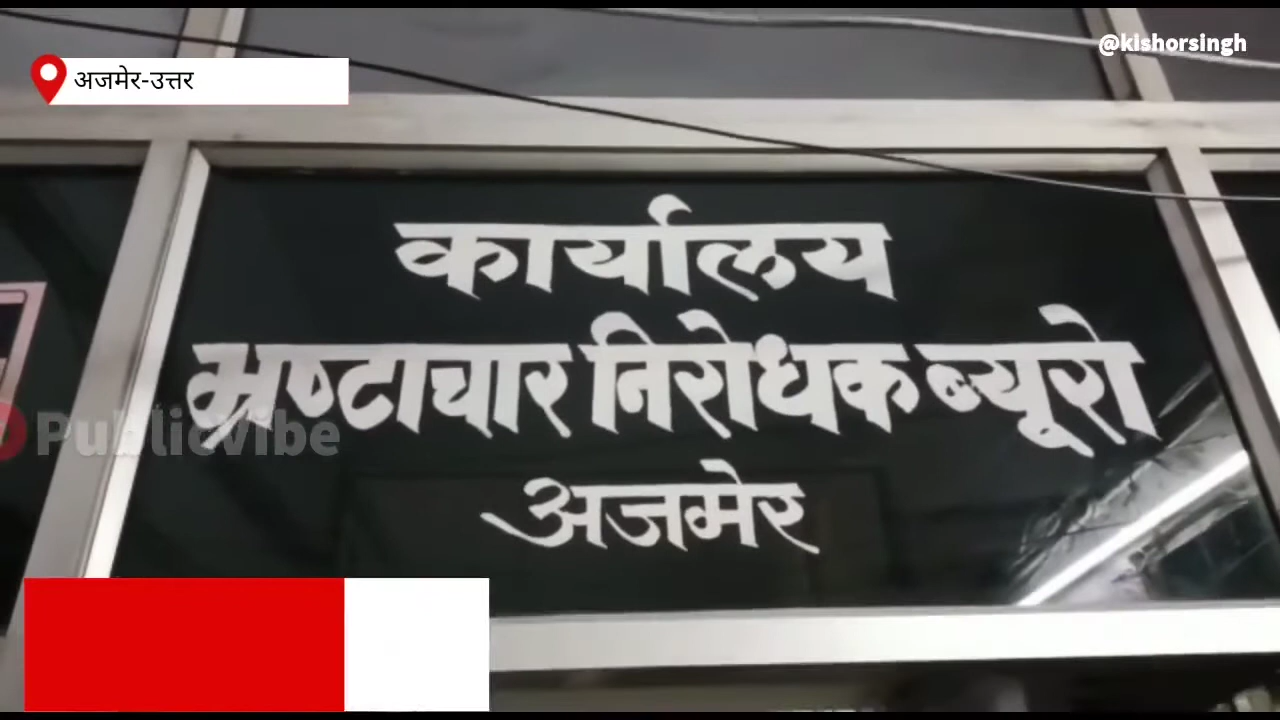 @kishorsingh
अजमेर-उत्तर
कार्यालय
भ्रष्टाचार निरोधक ब्यूरो
PublicVibe
अजमेर